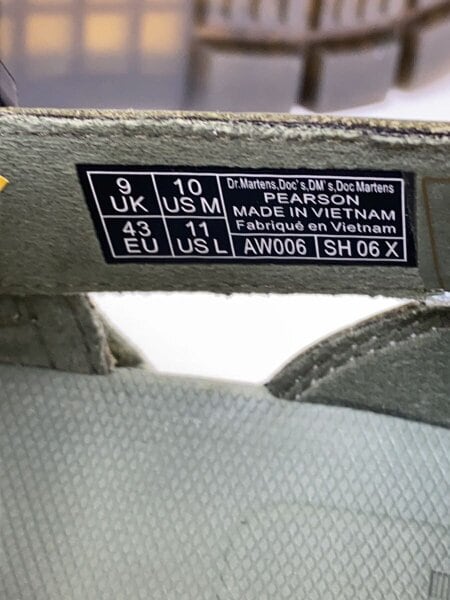 9 UK
10 US M
43 EU
11 US L
Dr.Martens,Doc's,DM's,Doc Martens
PEARSON
MADE IN VIETNAM
Fabriqué en Vietnam
AW006
SH 06 X